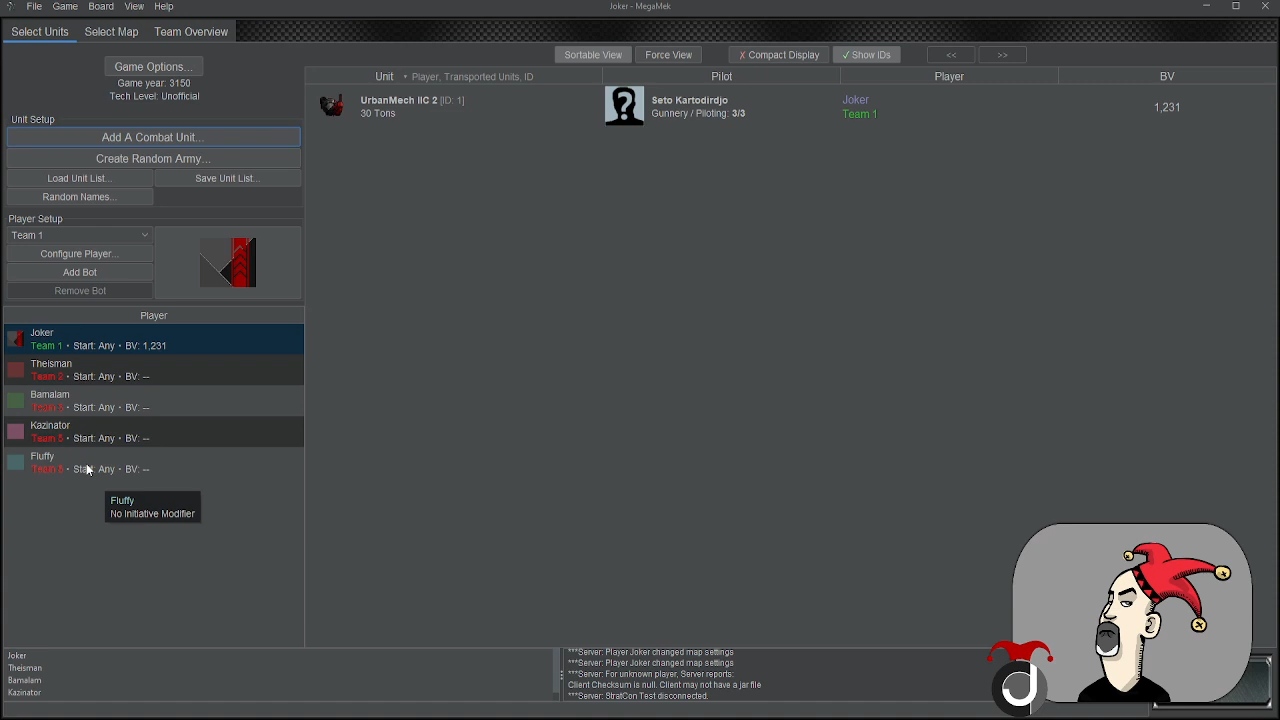 File Game Board View Help
Joker - MegaMek
Select Units Select Map Team Overview
Game Options...
Game year: 3150
Tech Level: Unofficial
Unit Setup
Add A Combat Unit...
Create Random Army...
Load Unit List... Save Unit List...
Random Names...
Player Setup
Team 1
Configure Player...
Add Bot
Remove Bot
Player
Joker
Team 1 • Start: Any • BV: 1,231
Theisman
Team 2 • Start: Any • BV: --
Bamalam
Start: Any • BV: --
Kazinator
Team 5 • Start: Any • BV: --
Fluffy
Start: Any • BV: --
Fluffy
No Initiative Modifier
Sortable View Force View ✗ Compact Display ✓ Show IDs << >>
Unit • Player, Transported Units, ID Pilot Player BV
UrbanMech IIC 2 [ID: 1]
30 Tons
Seto Kartodirdjo
Gunnery / Piloting: 3/3
Joker
Team 1
1,231
Joker
Theisman
Bamalam
Kazinator
***Server: Player Joker changed map settings
***Server: Player Joker changed map settings
***Server: For unknown player, Server reports:
Client Checksum is null. Client may not have a jar file
***Server: StratCon Test disconnected.